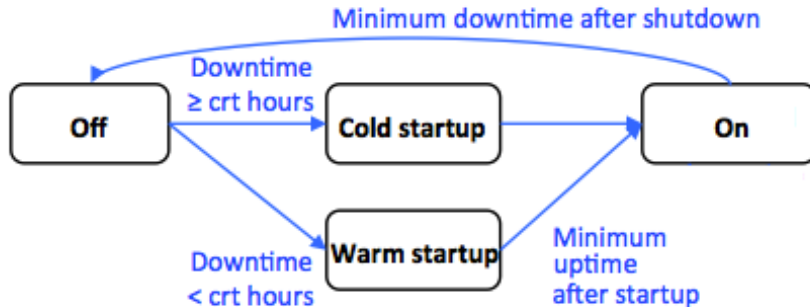 Minimum downtime after shutdown
Downtime
≥ crt hours
Off
Cold startup
On
Warm startup
Downtime
< crt hours
Minimum
uptime
after startup